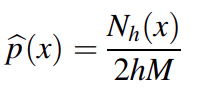 p̂(x) = N_h(x) / 2hM